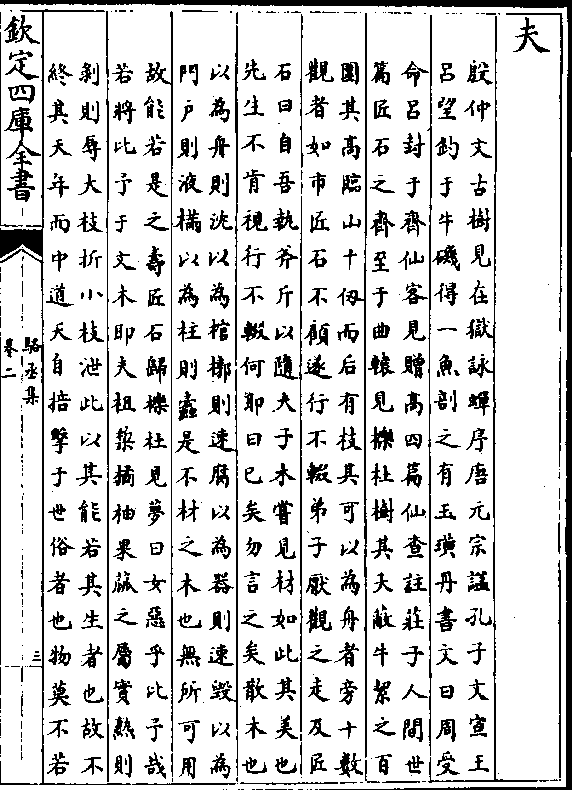 夫
殷仲文古樹見在獄詠蟬序唐元宗諡孔子文宣王
呂望釣于牛磯得一魚剖之有玉璜丹書文曰周受
命呂封于齊仙客見贈高四篇仙查註莊子人間世
篇匠石之齊至于曲轅見櫟社樹其大蔽牛絜之百
圍其高臨山十仞而后有枝其可以為舟者旁十數
觀者如市匠石不顧遂行不輟弟子厭觀之走及匠
石曰自吾執斧斤以隨夫子未嘗見材如此其美也
先生不肯視行不輟何耶曰已矣勿言之矣散木也
以為舟則沈以為棺槨則速腐以為器則速毀以為
門戶則液樠以為柱則蠹是不材之木也無所可用
故能若是之壽匠石歸櫟社見夢曰女惡乎比予哉
若將比予于文木耶夫柤棃橘柚果蓏之屬實熟則
剝則辱大枝折小枝泄此以其能若其生者也故不
終其天年而中道夭自掊擊于世俗者也物莫不若
欽定四庫全書
駱丞集
卷二
三